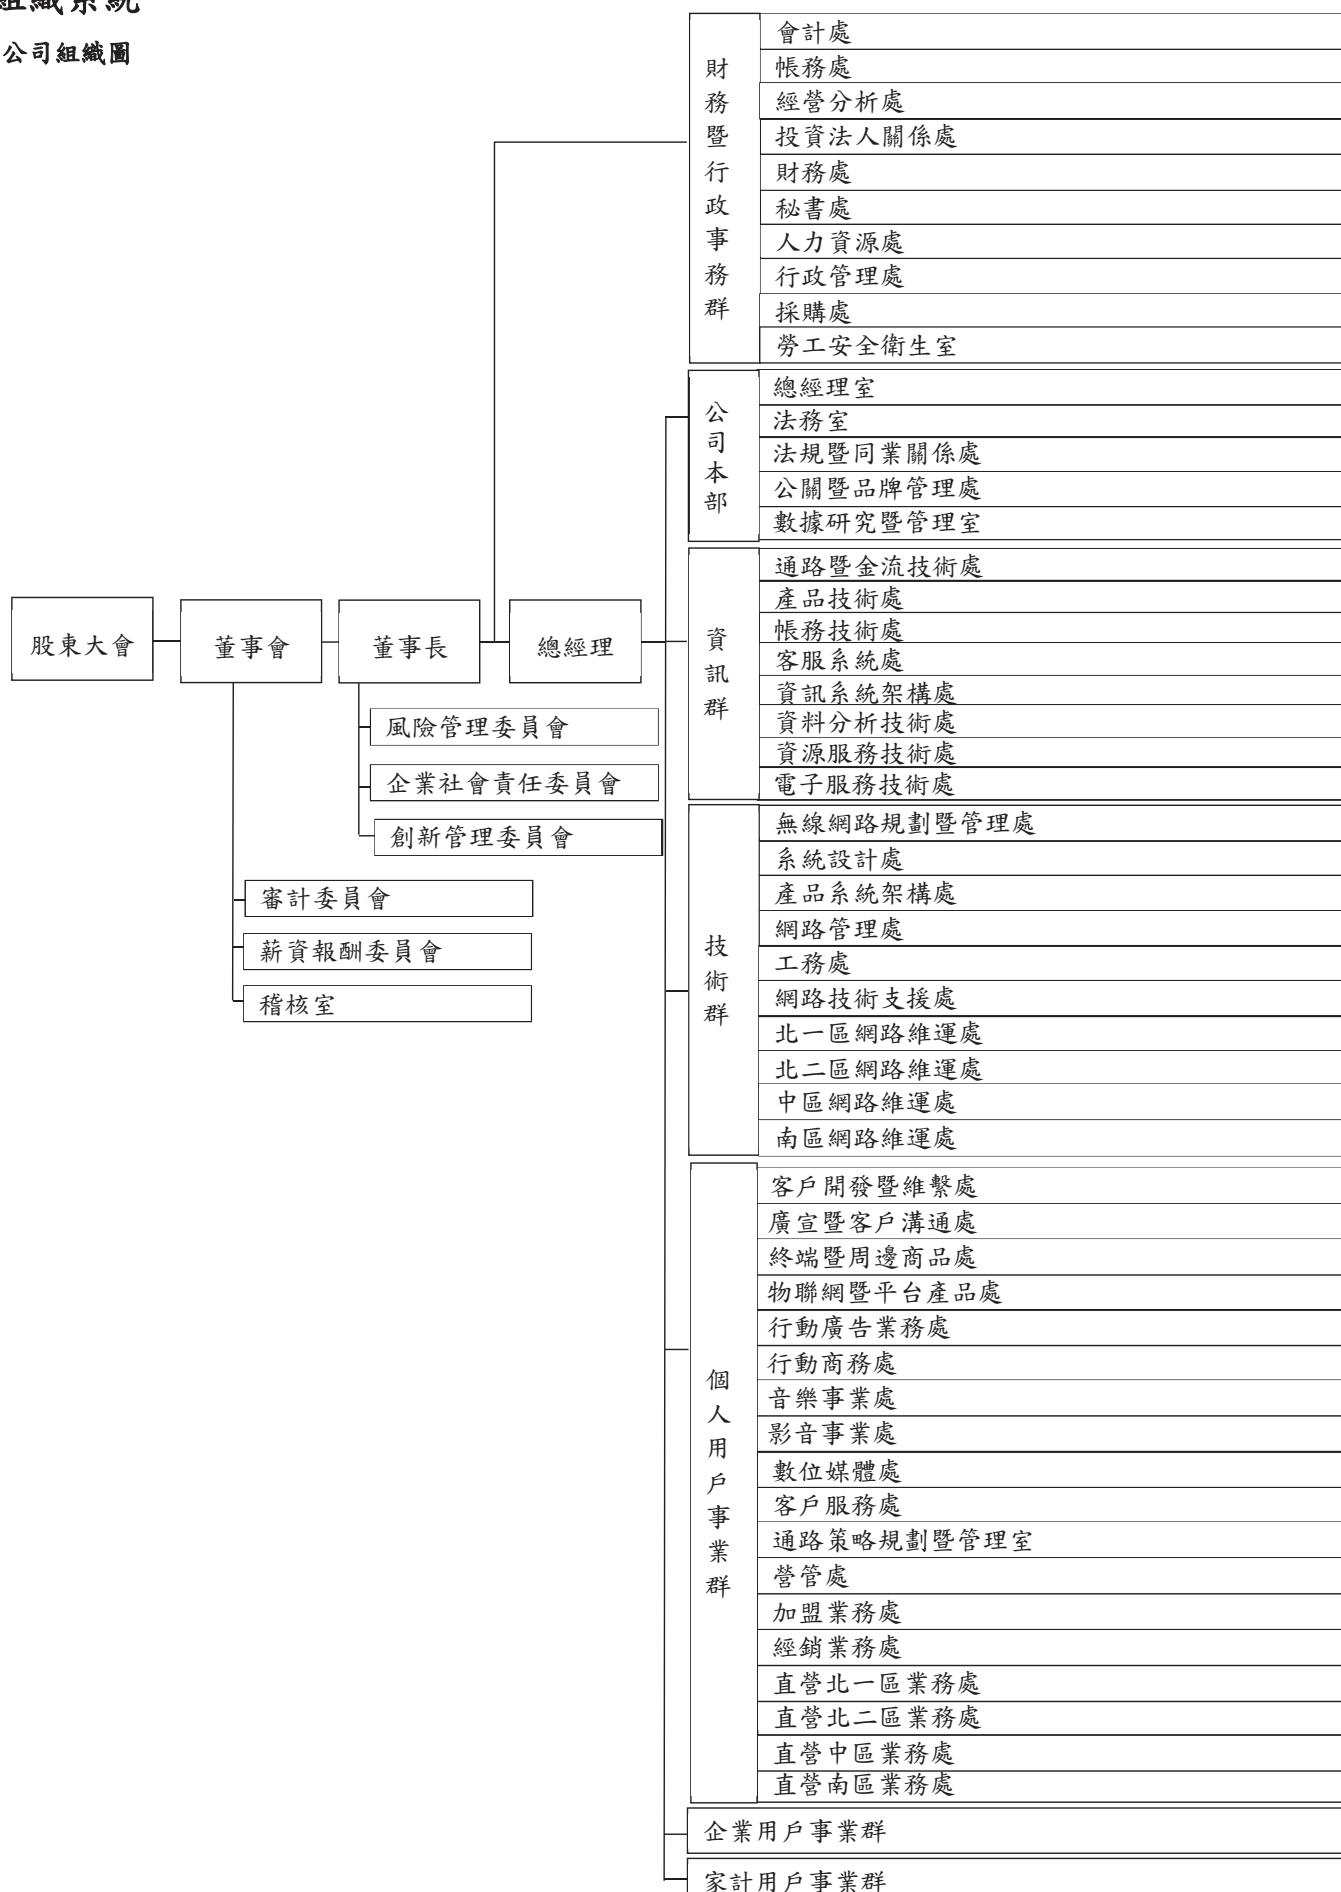 組織系統
公司組織圖
股東大會
董事會
審計委員會
薪資報酬委員會
稽核室
董事長
風險管理委員會
企業社會責任委員會
創新管理委員會
總經理
財務暨行政事務群
會計處
帳務處
經營分析處
投資法人關係處
財務處
秘書處
人力資源處
行政管理處
採購處
勞工安全衛生室
公司本部
總經理室
法務室
法規暨同業關係處
公關暨品牌管理處
數據研究暨管理室
資訊群
通路暨金流技術處
產品技術處
帳務技術處
客服系統處
資訊系統架構處
資料分析技術處
資源服務技術處
電子服務技術處
技術群
無線網路規劃暨管理處
系統設計處
產品系統架構處
網路管理處
工務處
網路技術支援處
北一區網路維運處
北二區網路維運處
中區網路維運處
南區網路維運處
個人用戶事業群
客戶開發暨維繫處
廣宣暨客戶溝通處
終端暨周邊商品處
物聯網暨平台產品處
行動廣告業務處
行動商務處
音樂事業處
影音事業處
數位媒體處
客戶服務處
通路策略規劃暨管理室
營管處
加盟業務處
經銷業務處
直營北一區業務處
直營北二區業務處
直營中區業務處
直營南區業務處
企業用戶事業群
家計用戶事業群